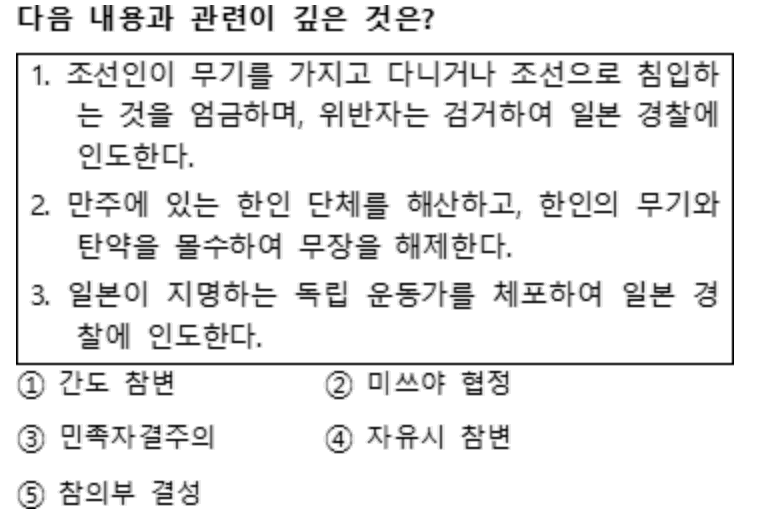 다음 내용과 관련이 깊은 것은?
1. 조선인이 무기를 가지고 다니거나 조선으로 침입하
는 것을 엄금하며, 위반자는 검거하여 일본 경찰에
인도한다.
2. 만주에 있는 한인 단체를 해산하고, 한인의 무기와
탄약을 몰수하여 무장을 해제한다.
3. 일본이 지명하는 독립 운동가를 체포하여 일본 경
찰에 인도한다.
① 간도 참변 ② 미쓰야 협정
③ 민족자결주의 ④ 자유시 참변
⑤ 참의부 결성